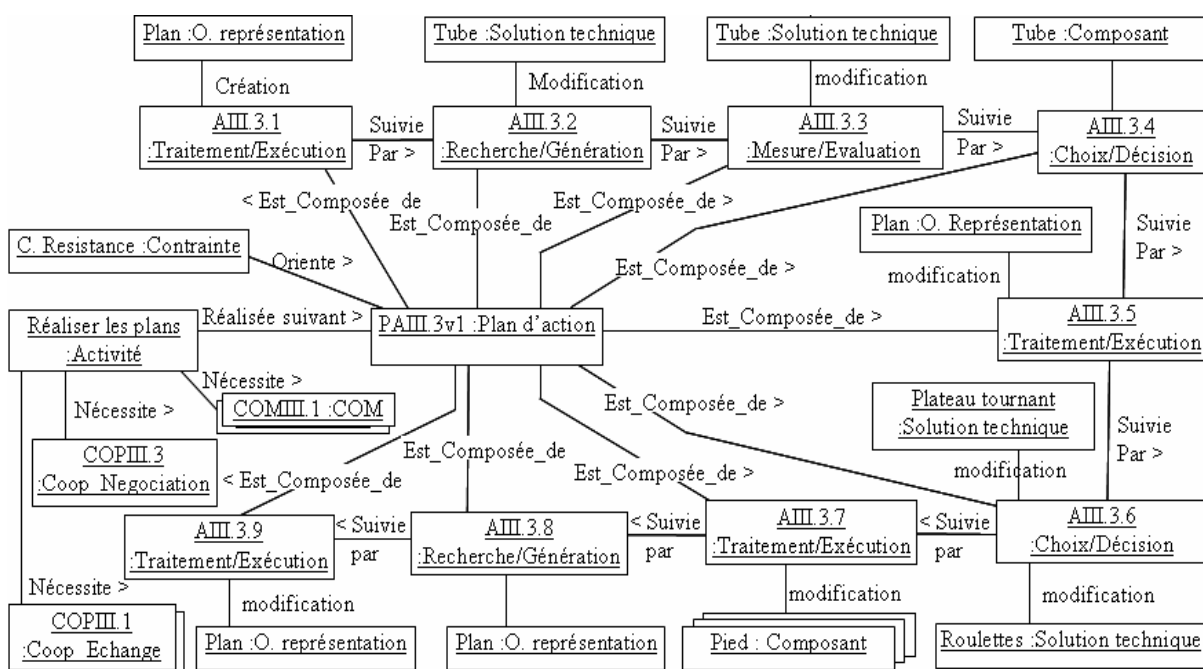 Plan :O. représentation
Tube :Solution technique
Tube :Solution technique
Tube :Composant
Création
Modification
modification
AIII.3.1
:Traitement/Exécution
Suivie
Par >
AIII.3.2
:Recherche/Génération
Suivie
Par >
AIII.3.3
:Mesure/Evaluation
Suivie
Par >
AIII.3.4
:Choix/Décision
< Est_Composée_de
Est_Composée_de
Est_Composée_de >
Plan :O. Représentation
Suivie
Par >
C. Resistance :Contrainte
Oriente >
Est_Composée_de >
modification
Réaliser les plans
:Activité
Réalisée suivant >
PAIII.3v1 :Plan d'action
Est_Composée_de >
AIII.3.5
:Traitement/Exécution
Nécessite >
Nécessite >
COMIII.1 :COM
Est_Composée_de >
Plateau tournant
:Solution technique
Suivie
Par >
COPIII.3
:Coop_Negociation
Est_Composée_de
< Est_Composée_de
Est_Composée_de >
modification
AIII.3.9
:Traitement/Exécution
< Suivie
par
AIII.3.8
:Recherche/Génération
< Suivie
par
AIII.3.7
:Traitement/Exécution
< Suivie
par
AIII.3.6
:Choix/Décision
Nécessite >
modification
modification
modification
COPIII.1
:Coop_Echange
Plan :O. représentation
Plan :O. représentation
Pied : Composant
Roulettes :Solution technique